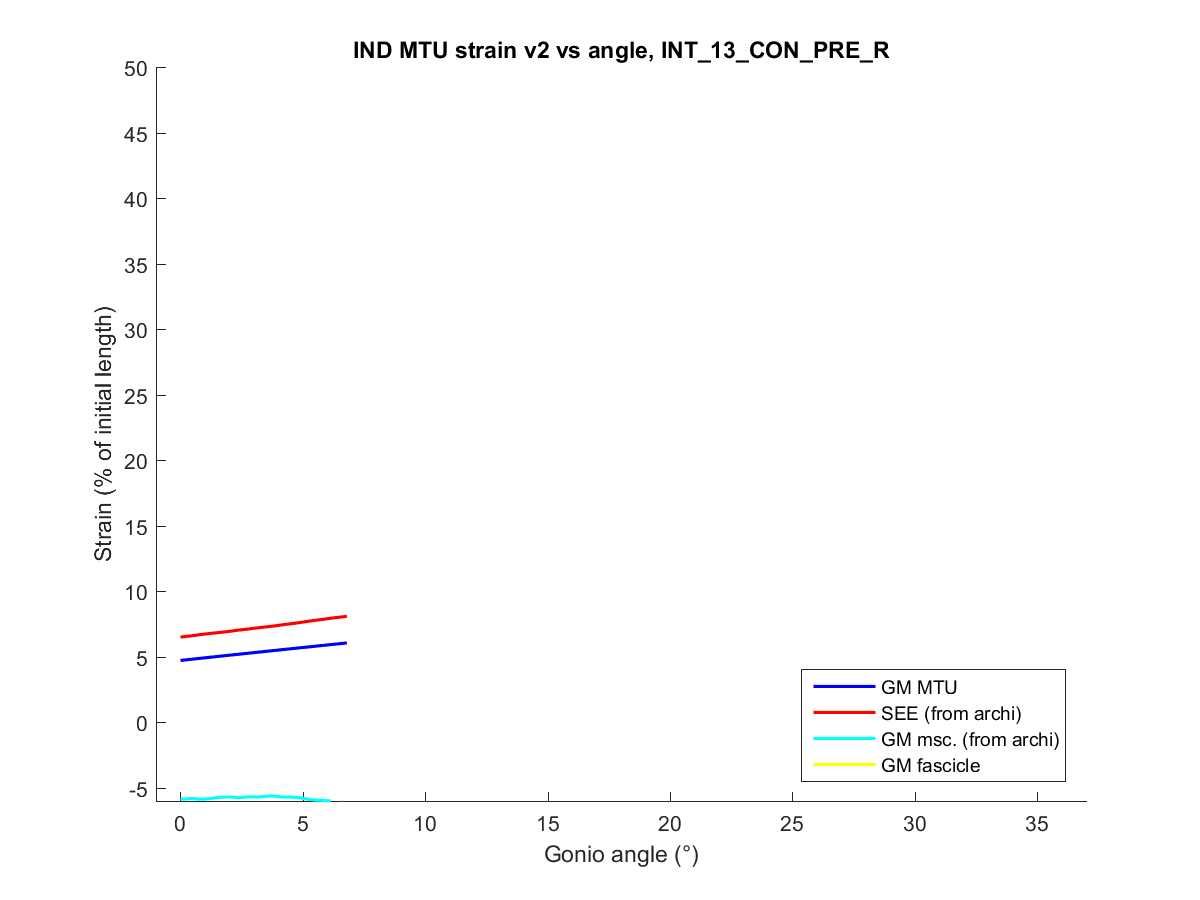 IND MTU strain v2 vs angle, INT_13_CON_PRE_R
50
45
40
35
30
25
20
15
10
5
0
-5
Strain (% of initial length)
0 5 10 15 20 25 30 35
Gonio angle (°)
GM MTU
SEE (from archi)
GM msc. (from archi)
GM fascicle